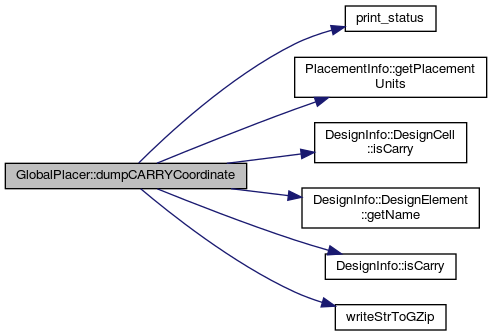 print_status
PlacementInfo::getPlacement
Units
DesignInfo::DesignCell
::isCarry
GlobalPlacer::dumpCARRYCoordinate
DesignInfo::DesignElement
::getName
DesignInfo::isCarry
writeStrToGZip